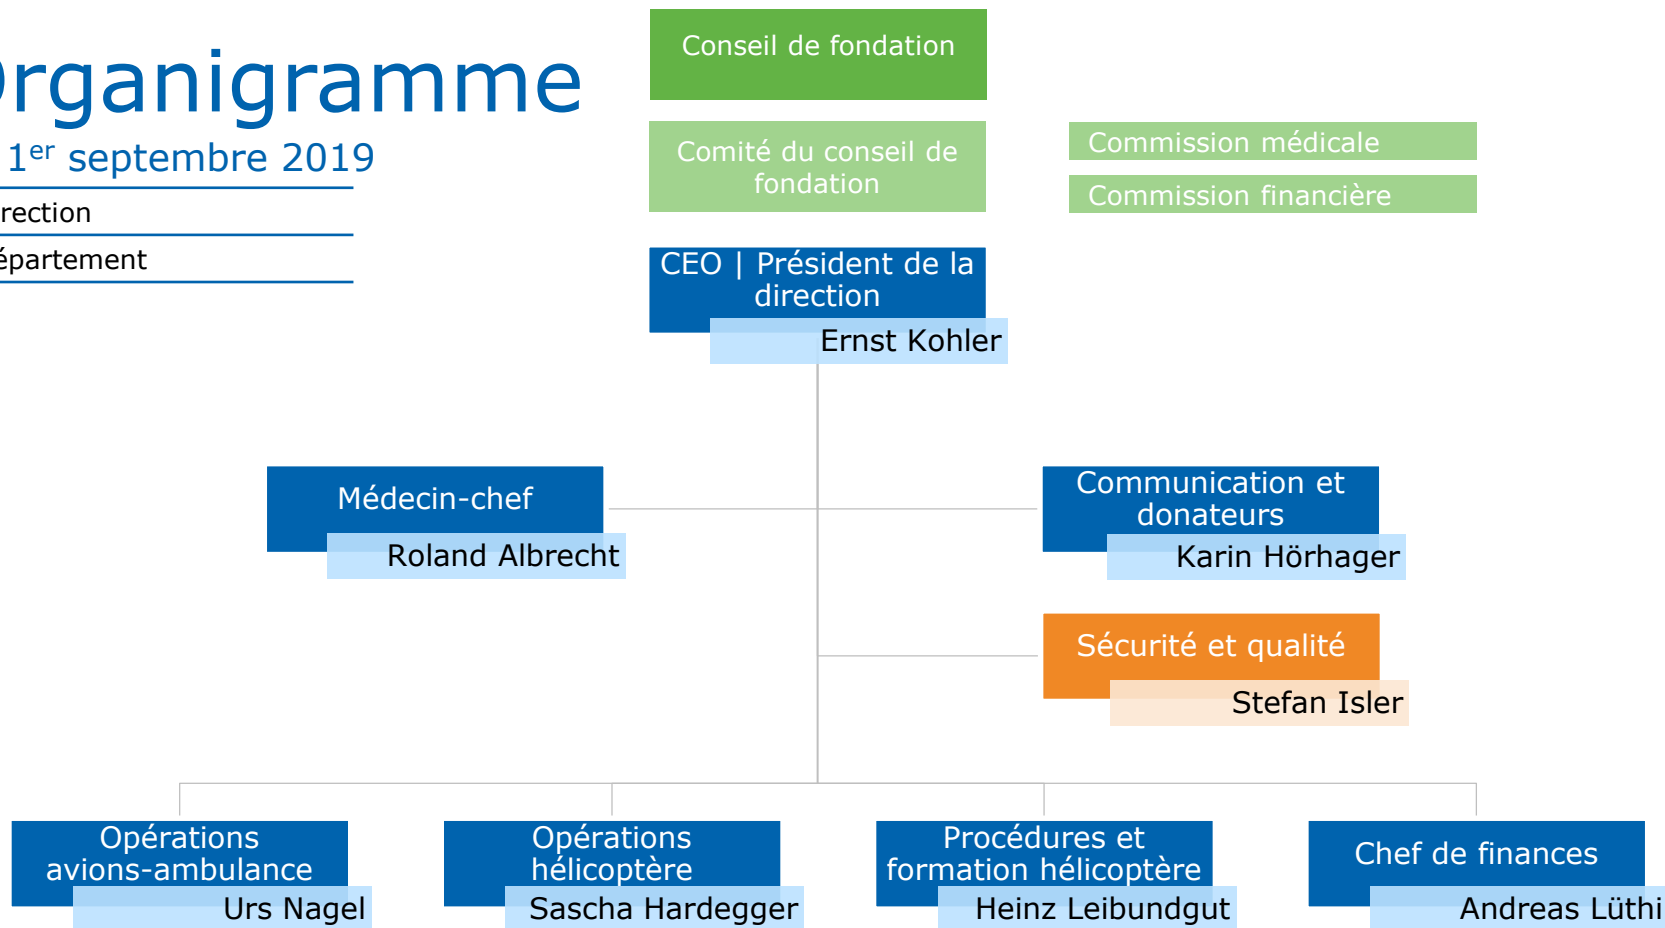 Organigramme
1er septembre 2019
rection
épartement
Conseil de fondation
Comité du conseil de
fondation
Commission médicale
Commission financière
CEO | Président de la
direction
Ernst Kohler
Médecin-chef
Roland Albrecht
Communication et
donateurs
Karin Hörhager
Sécurité et qualité
Stefan Isler
Opérations
avions-ambulance
Urs Nagel
Opérations
hélicoptère
Sascha Hardegger
Procédures et
formation hélicoptère
Heinz Leibundgut
Chef de finances
Andreas Lüthi